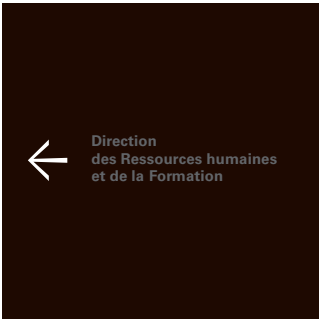 Direction
des Ressources humaines
et de la Formation